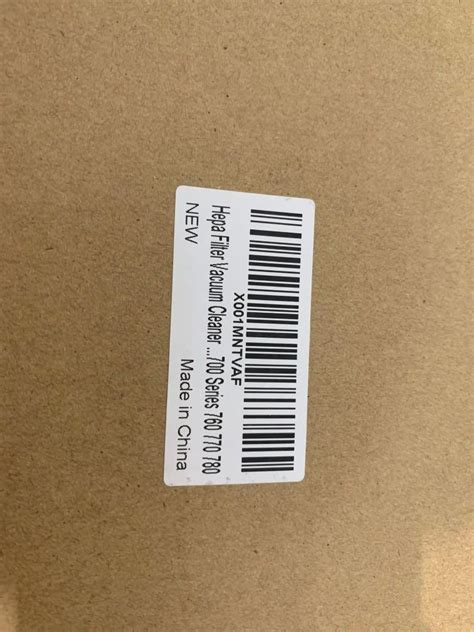 X001MNTVAF
Hepa Filter Vacuum Cleaner ...700 Series 760 770 780
NEW Made in China